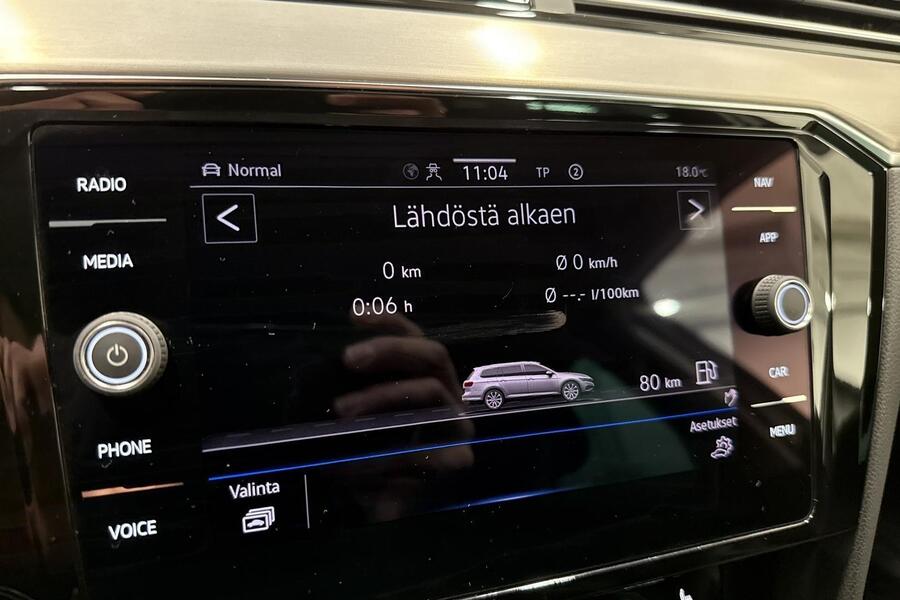 RADIO
MEDIA
PHONE
VOICE
Normal
11:04
TP
2
18.0°C
<
Lähdöstä alkaen
>
0 km
Ø 0 km/h
0:06 h
Ø --.- l/100km
80 km
Asetukset
Valinta
NAV
APP
CAR
MENU